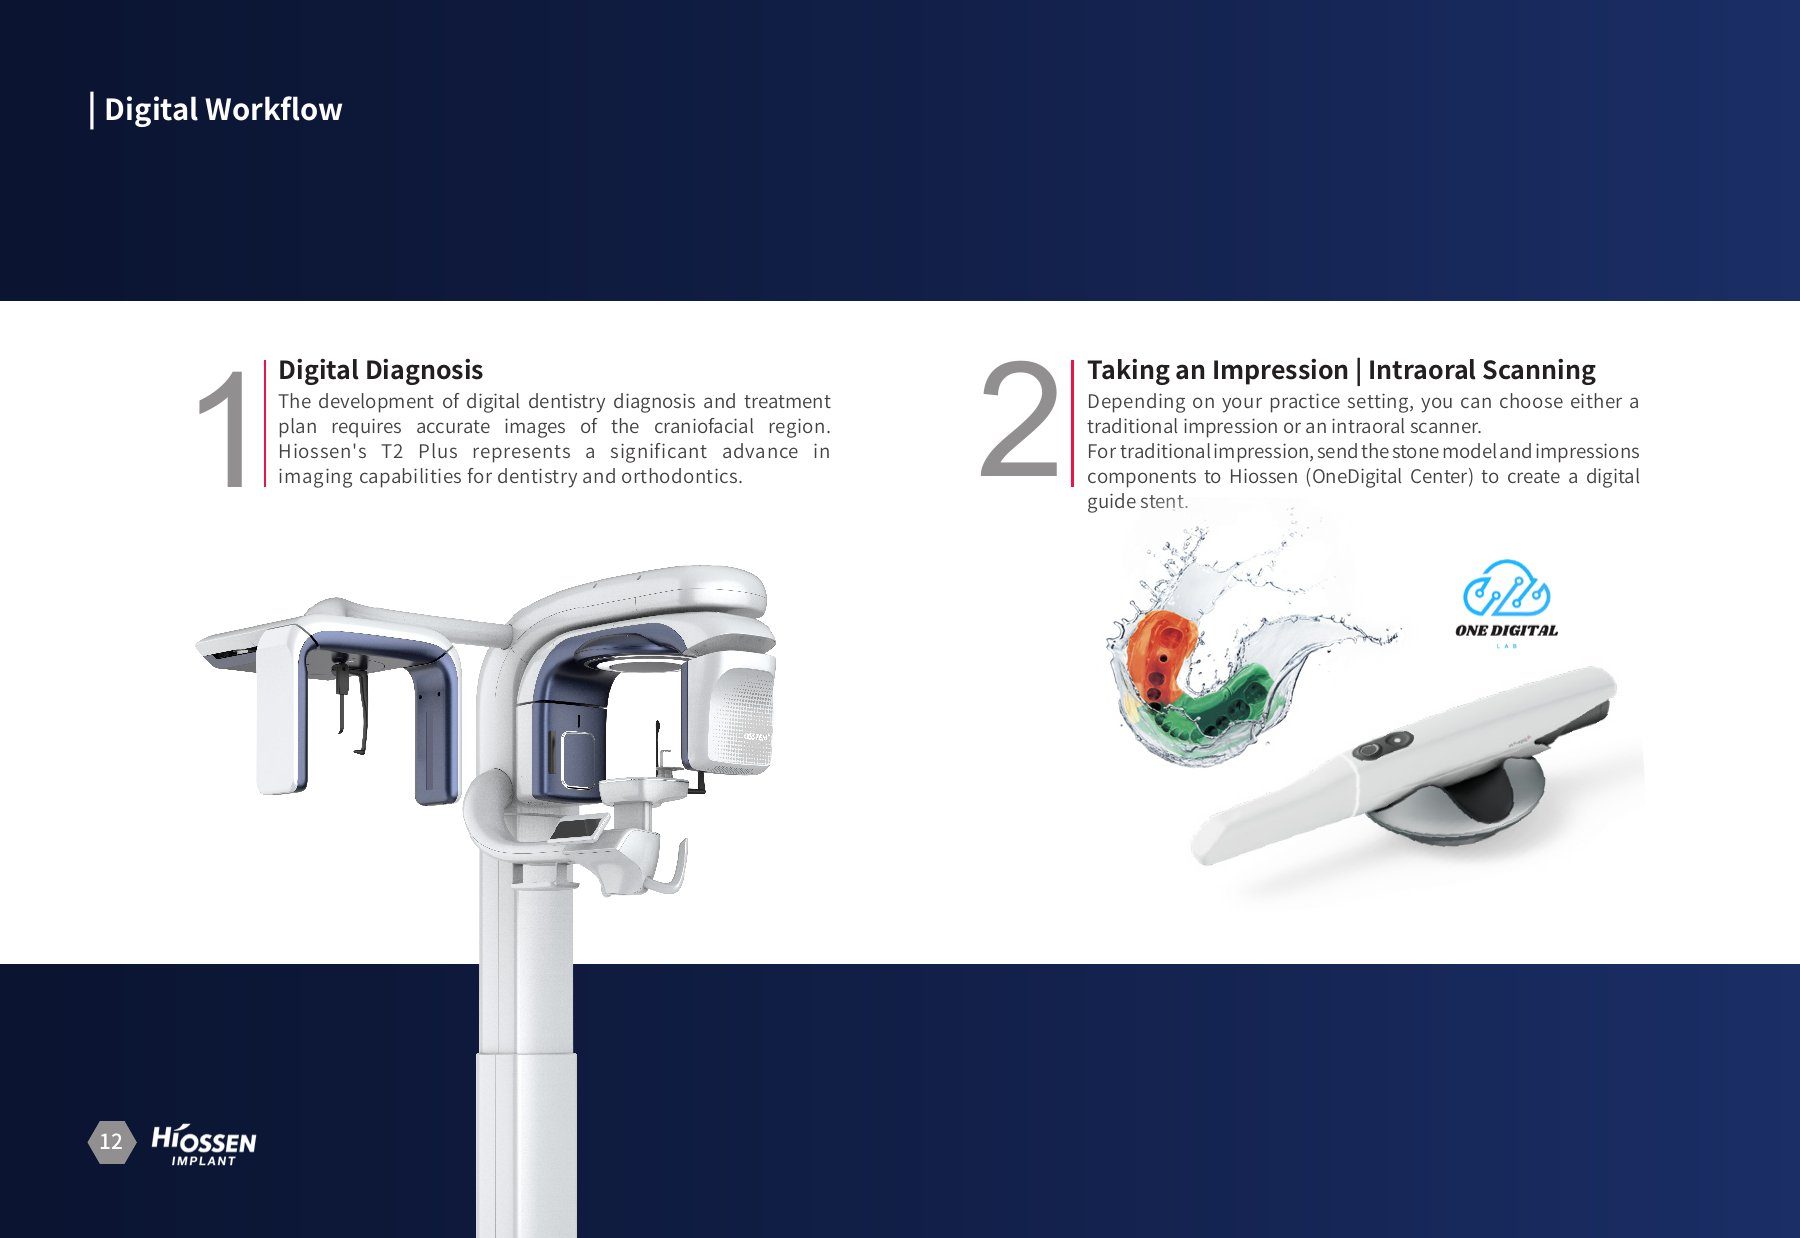 Digital Workflow
1
Digital Diagnosis
The development of digital dentistry diagnosis and treatment
plan requires accurate images of the craniofacial region.
Hiossen's T2 Plus represents a significant advance in
imaging capabilities for dentistry and orthodontics.
2
Taking an Impression | Intraoral Scanning
Depending on your practice setting, you can choose either a
traditional impression or an intraoral scanner.
For traditional impression, send the stone model and impressions
components to Hiossen (OneDigital Center) to create a digital
guide stent.
ONE DIGITAL
LAB
12
HIOSSEN
IMPLANT